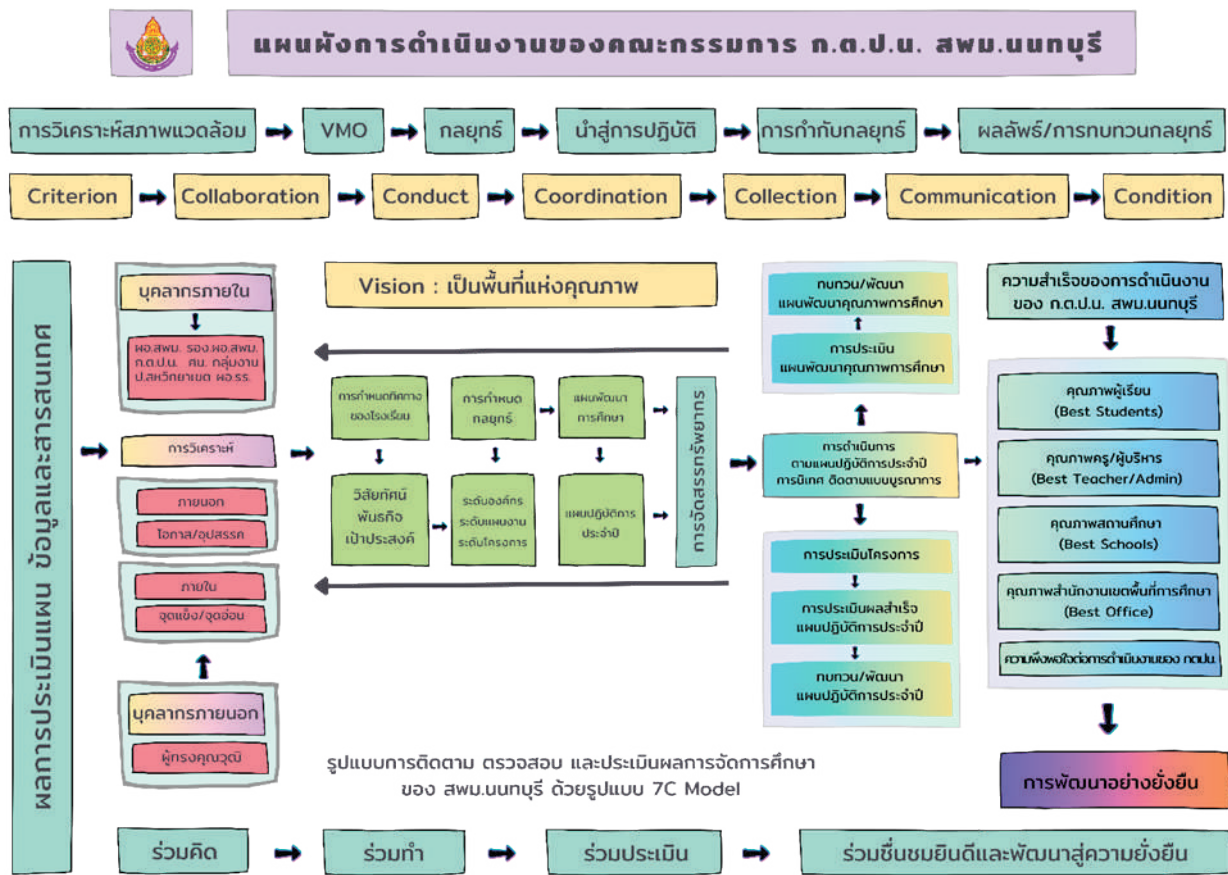 แผนผังการดำเนินงานของคณะกรรมการ ก.ต.ป.น. สพม.นนทบุรี
การวิเคราะห์สภาพแวดล้อม
VMO
กลยุทธ์
นำสู่การปฏิบัติ
การกำกับกลยุทธ์
ผลลัพธ์/การทบทวนกลยุทธ์
Criterion
Collaboration
Conduct
Coordination
Collection
Communication
Condition
ผลการประเมินแผน ข้อมูลและสารสนเทศ
บุคลากรภายใน
ผอ.สพม. รอง.ผอ.สพม.
ก.ต.ป.น. ศน. กลุ่มงาน
ป.สหวิทยาเขต ผอ.รร.
การวิเคราะห์
ภายนอก
โอกาส/อุปสรรค
ภายใน
จุดแข็ง/จุดอ่อน
บุคลากรภายนอก
ผู้ทรงคุณวุฒิ
Vision : เป็นพื้นที่แห่งคุณภาพ
การกำหนดทิศทาง
ของโรงเรียน
การกำหนด
กลยุทธ์
แผนพัฒนา
การศึกษา
วิสัยทัศน์
พันธกิจ
เป้าประสงค์
ระดับองค์กร
ระดับแผนงาน
ระดับโครงการ
แผนปฏิบัติการ
ประจำปี
การจัดสรรทรัพยากร
ทบทวน/พัฒนา
แผนพัฒนาคุณภาพการศึกษา
การประเมิน
แผนพัฒนาคุณภาพการศึกษา
การดำเนินการ
ตามแผนปฏิบัติการประจำปี
การนิเทศ ติดตามแบบบูรณาการ
การประเมินโครงการ
การประเมินผลสำเร็จ
แผนปฏิบัติการประจำปี
ทบทวน/พัฒนา
แผนปฏิบัติการประจำปี
ความสำเร็จของการดำเนินงาน
ของ ก.ต.ป.น. สพม.นนทบุรี
คุณภาพผู้เรียน
(Best Students)
คุณภาพครู/ผู้บริหาร
(Best Teacher/Admin)
คุณภาพสถานศึกษา
(Best Schools)
คุณภาพสำนักงานเขตพื้นที่การศึกษา
(Best Office)
ความพึงพอใจต่อการดำเนินงานของ กตปน.
การพัฒนาอย่างยั่งยืน
รูปแบบการติดตาม ตรวจสอบ และประเมินผลการจัดการศึกษา
ของ สพม.นนทบุรี ด้วยรูปแบบ 7C Model
ร่วมคิด
ร่วมทำ
ร่วมประเมิน
ร่วมชื่นชมยินดีและพัฒนาสู่ความยั่งยืน